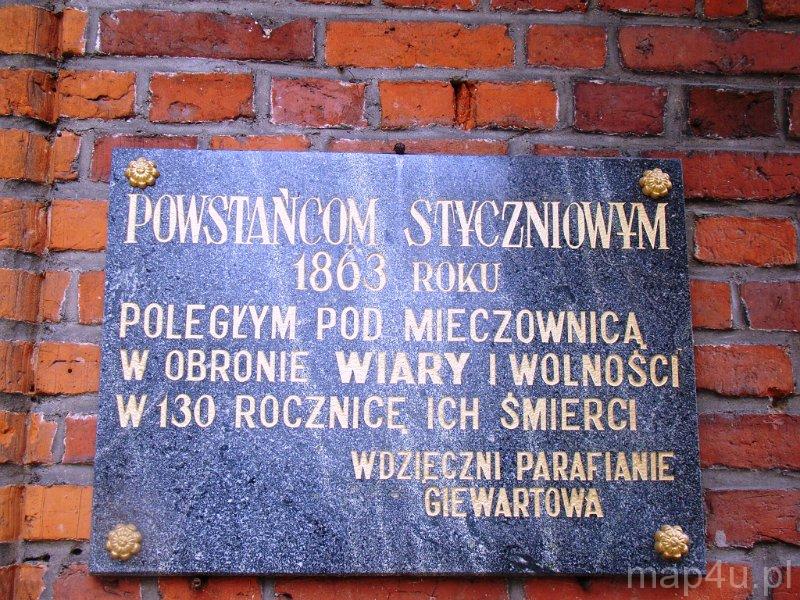 POWSTAŃCOM STYCZNIOWYM
1863 ROKU
POLEGŁYM POD MIECZOWNICĄ
W OBRONIE WIARY I WOLNOŚCI
W 130 ROCZNICĘ ICH ŚMIERCI
WDZIĘCZNI PARAFIANIE
GIEWARTOWA
map4u.pl